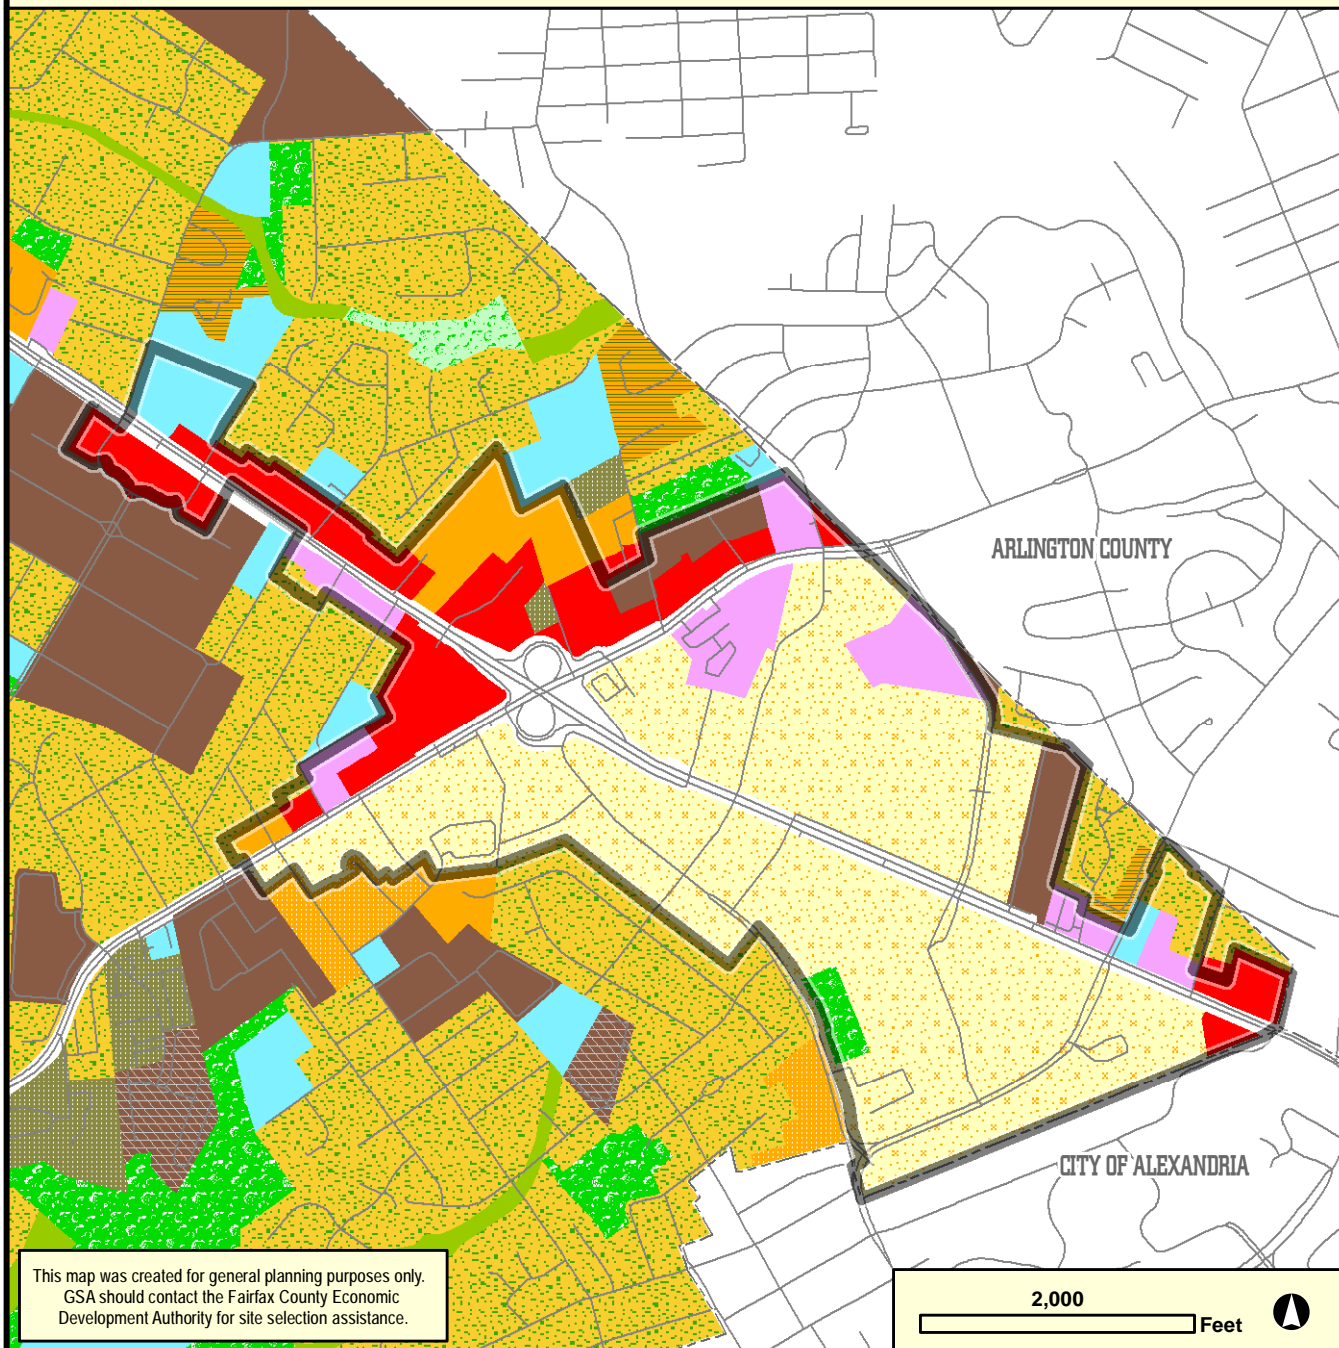 ARLINGTON COUNTY
CITY OF ALEXANDRIA
This map was created for general planning purposes only.
GSA should contact the Fairfax County Economic
Development Authority for site selection assistance.
2,000
Feet